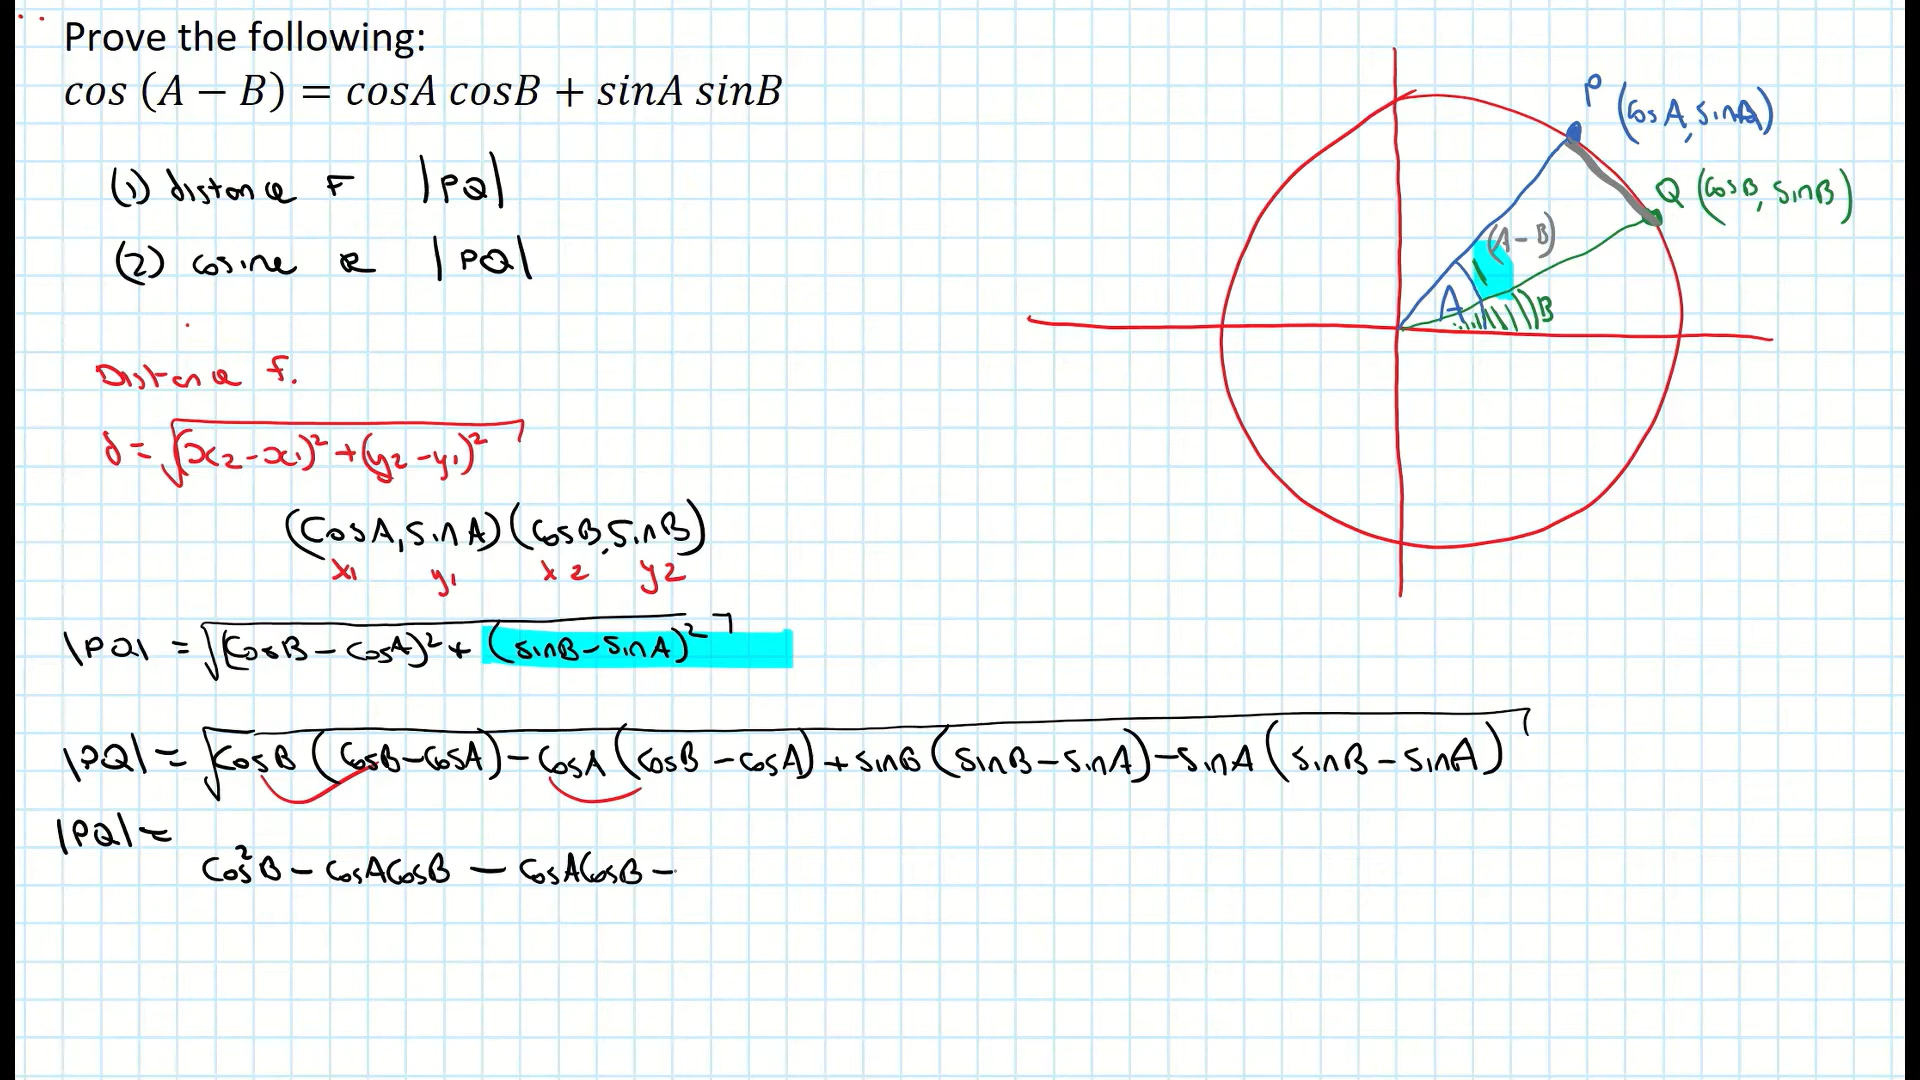 Prove the following:
cos (A − B) = cosA cosB + sinA sinB
(1) distance F |PQ|
(2) cosine R |PQ|
Distance f.
d = √(x₂ - x₁)² + (y₂ - y₁)²
(CosA, SinA) (CosB, SinB)
x₁ y₁ x₂ y₂
|PQ| = √(CosB - CosA)² + (SinB - SinA)²
|PQ| = √CosB (CosB - CosA) - CosA (CosB - CosA) + SinB (SinB - SinA) - SinA (SinB - SinA)
|PQ| =
Cos²B - CosACosB - CosACosB -
P (CosA, SinA)
Q (CosB, SinB)
(A - B)
A
B